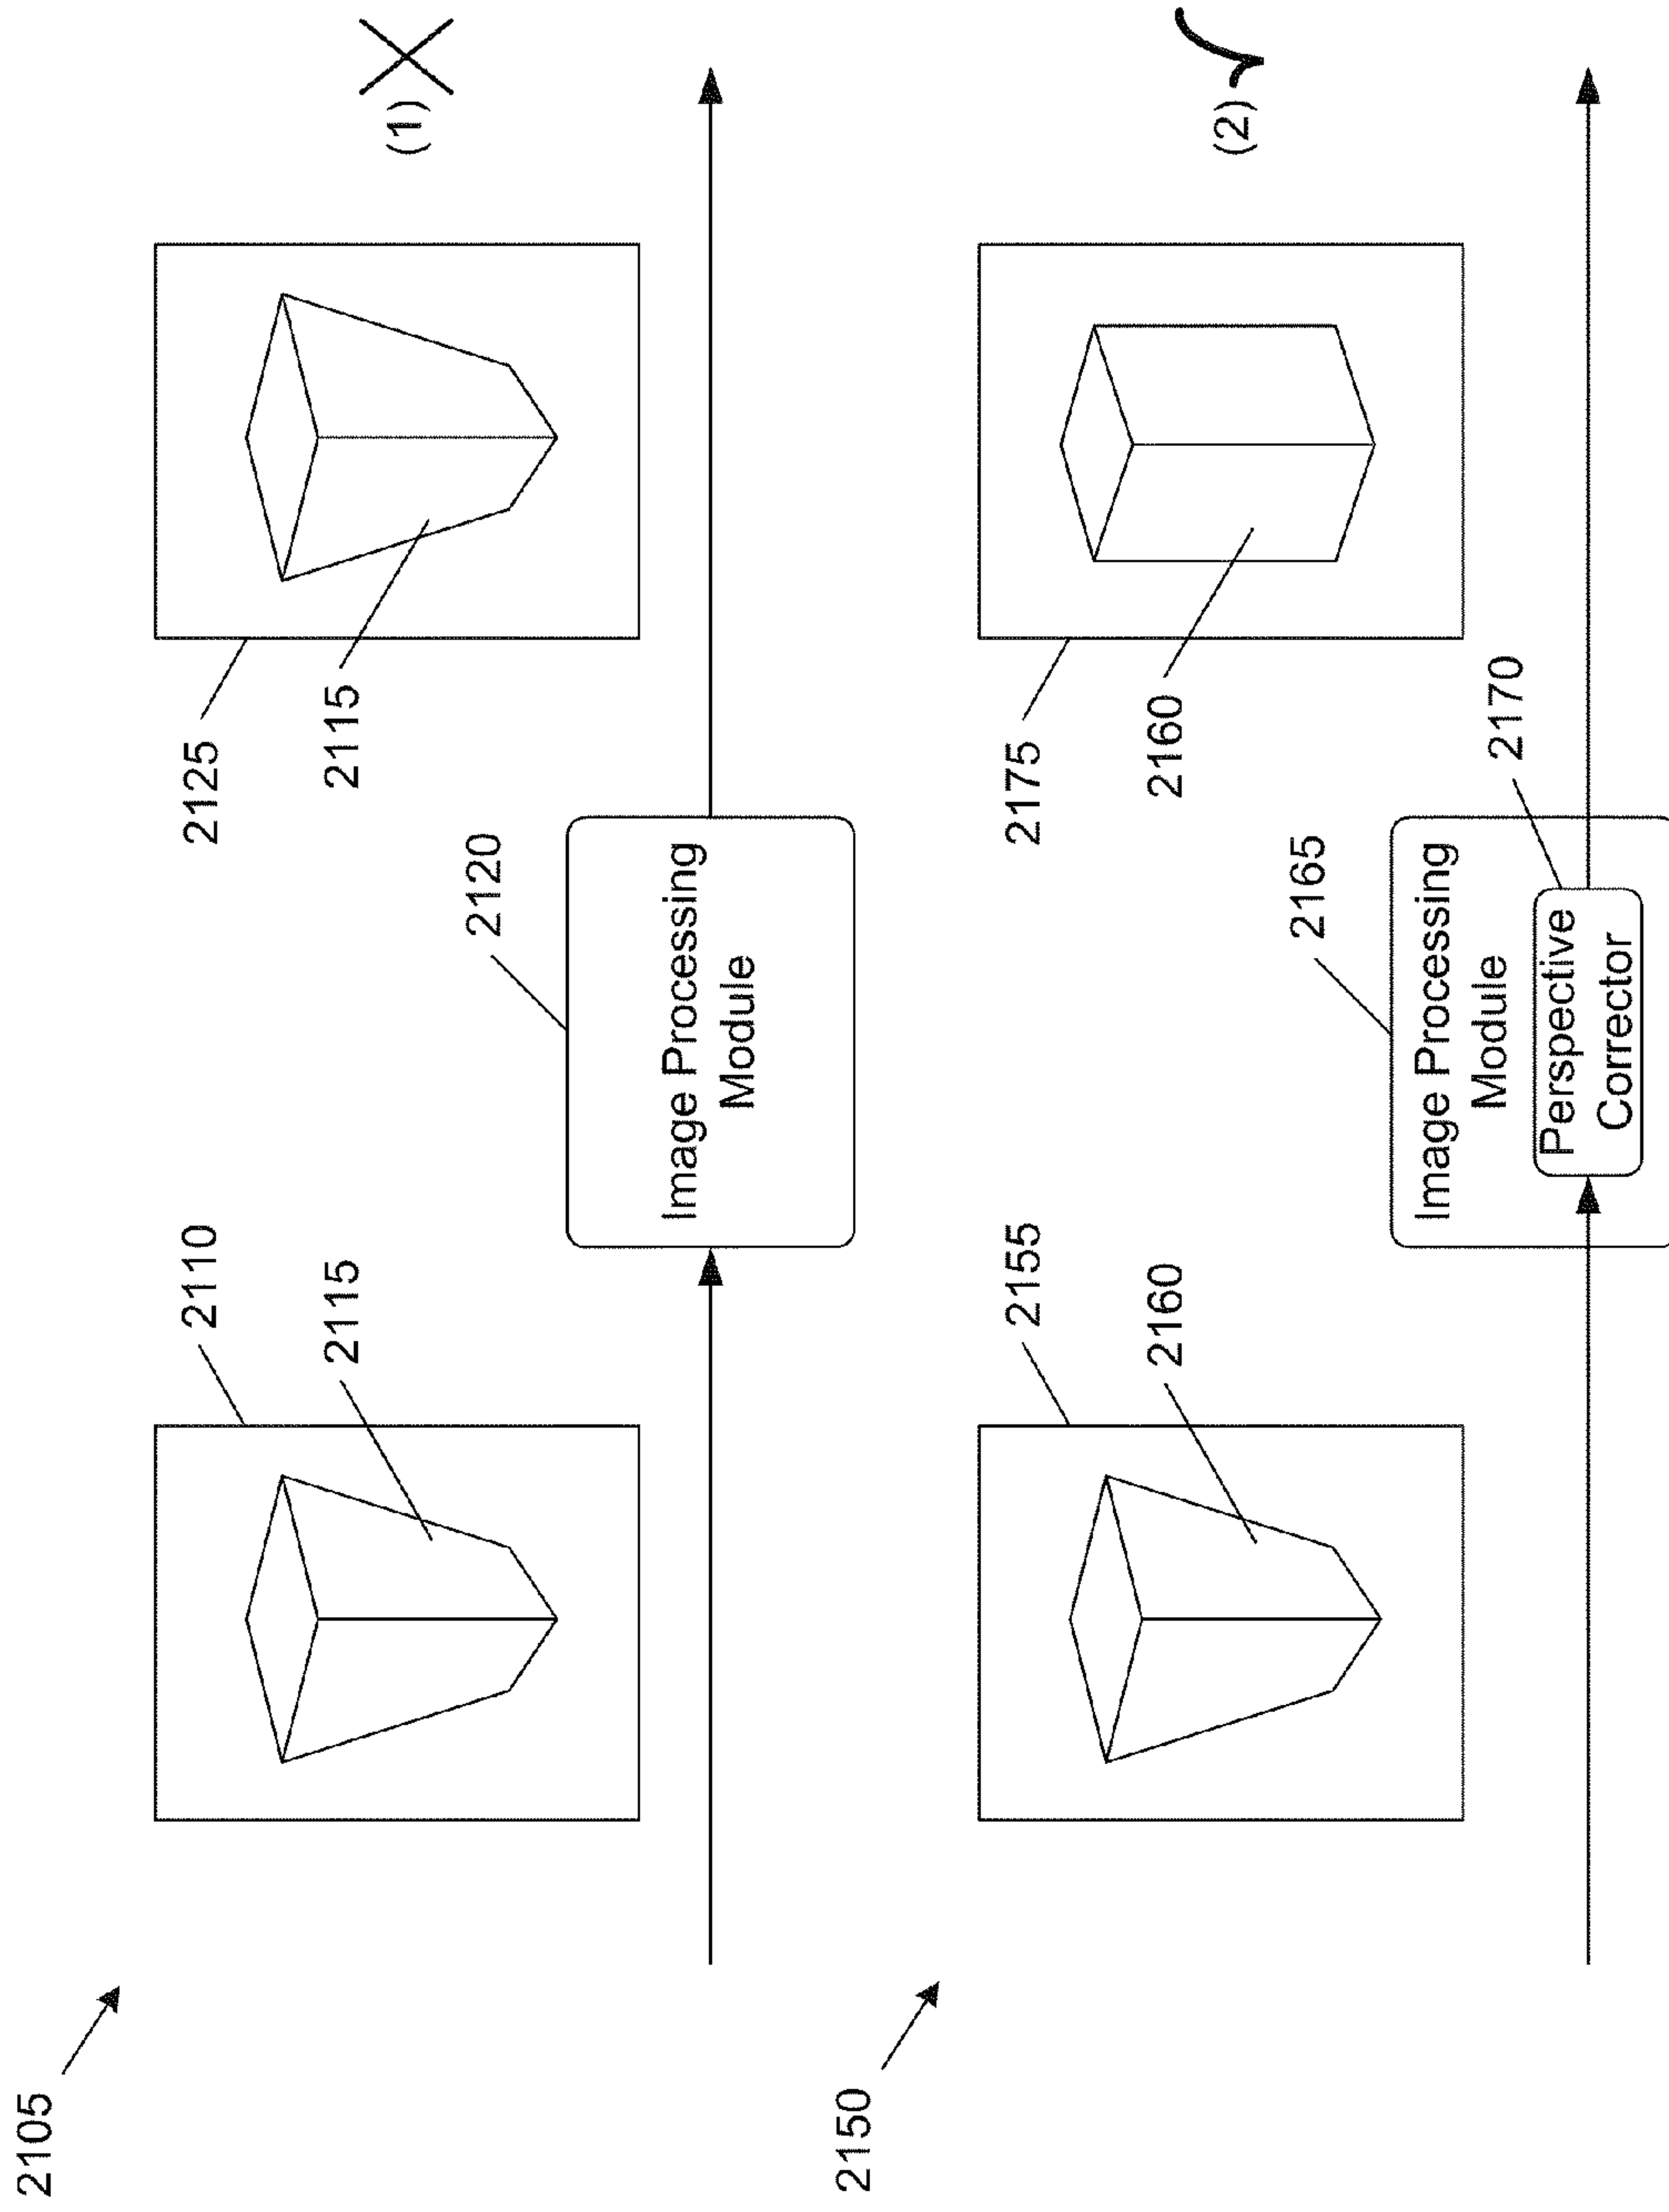 2105
2110
2115
2120
Image Processing
Module
2125
2115
(1)
2150
2155
2160
2165
Image Processing
Module
Perspective
Corrector
2170
2175
2160
(2)